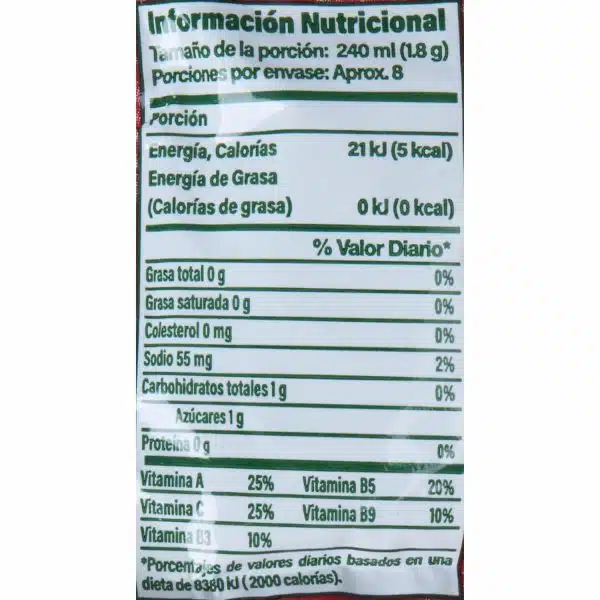 Información Nutricional
Tamaño de la porción: 240 ml (1.8 g)
Porciones por envase: Aprox. 8
Porción
Energía, Calorías 21 kJ (5 kcal)
Energía de Grasa
(Calorías de grasa) 0 kJ (0 kcal)
% Valor Diario*
Grasa total 0 g 0%
Grasa saturada 0 g 0%
Colesterol 0 mg 0%
Sodio 55 mg 2%
Carbohidratos totales 1 g 0%
Azúcares 1 g
Proteína 0 g 0%
Vitamina A 25% Vitamina B5 20%
Vitamina C 25% Vitamina B9 10%
Vitamina B3 10%
*Porcentajes de valores diarios basados en una
dieta de 8380 kJ (2000 calorías).